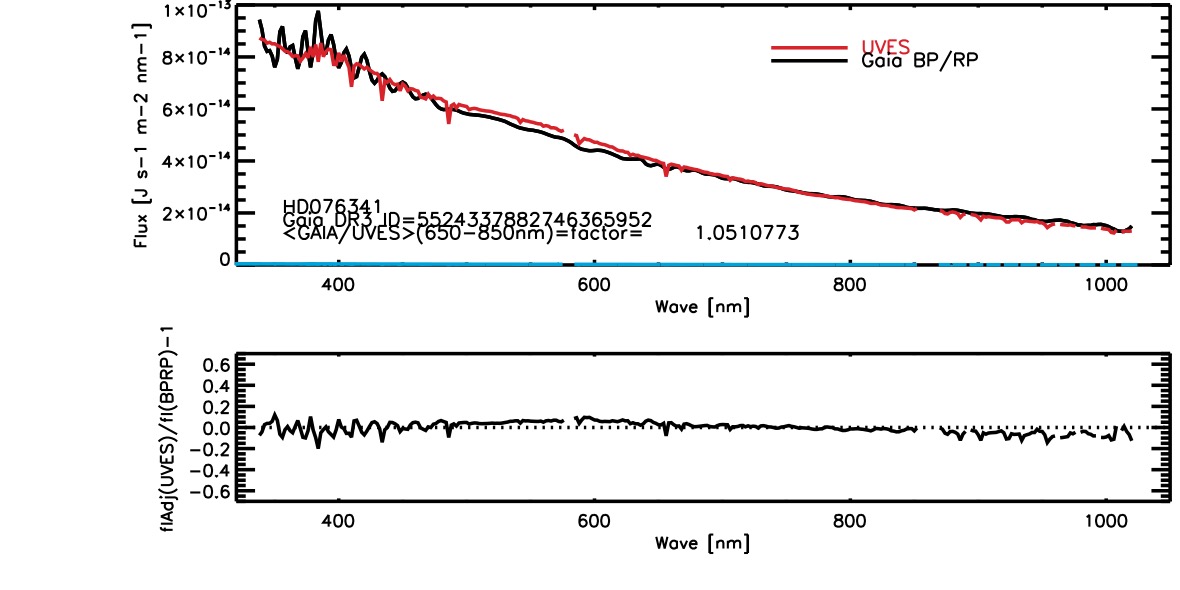 1×10−13
8×10−14
6×10−14
4×10−14
2×10−14
0
Flux [J s−1 m−2 nm−1]
UVES
Gaia BP/RP
HD076341
Gaia DR3 ID=5524337882746365952
<GAIA/UVES>(650−850nm)=factor= 1.0510773
400 600 800 1000
Wave [nm]
flAdj(UVES)/fl(BPRP)−1
0.6
0.4
0.2
0.0
−0.2
−0.4
−0.6
400 600 800 1000
Wave [nm]